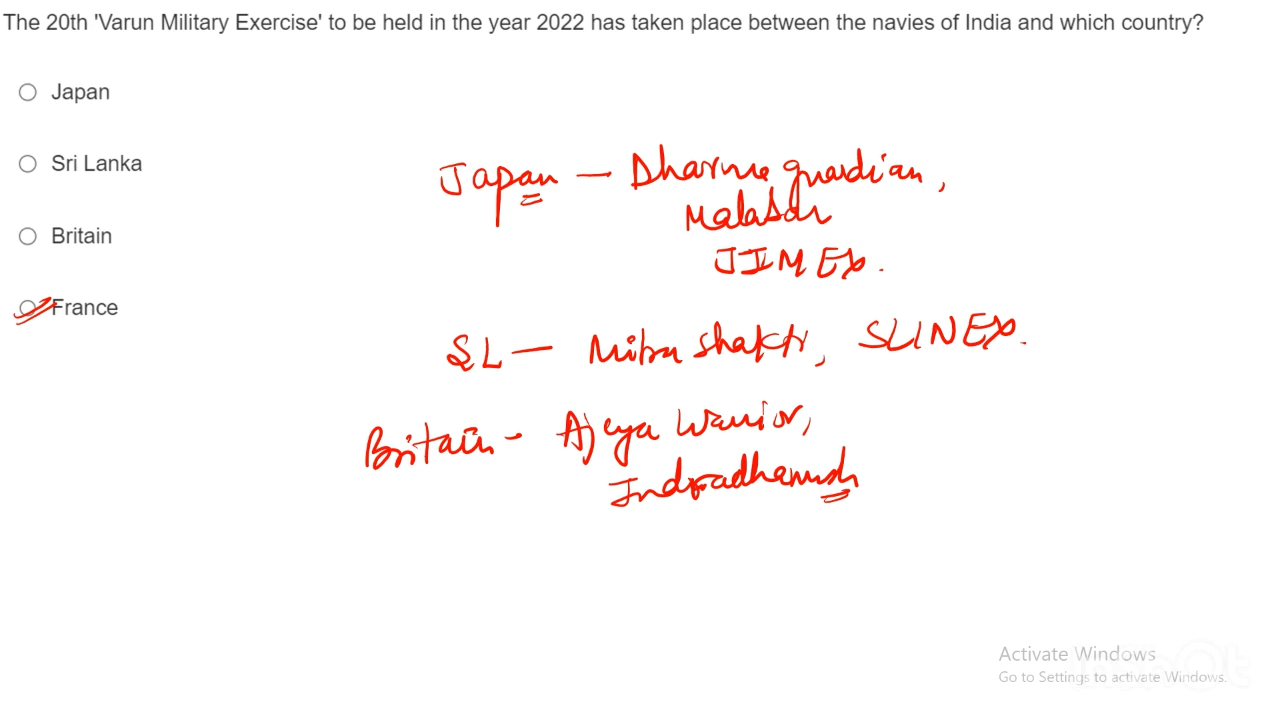 The 20th 'Varun Military Exercise' to be held in the year 2022 has taken place between the navies of India and which country?
Japan
Sri Lanka
Britain
France
Japan – Dharma guardian,
Malabar
JIMEX.
SL – Mitra Shakti, SLINEX.
Britain - Ajeya Warrior,
Indradhanush
Activate Windows
Go to Settings to activate Windows.